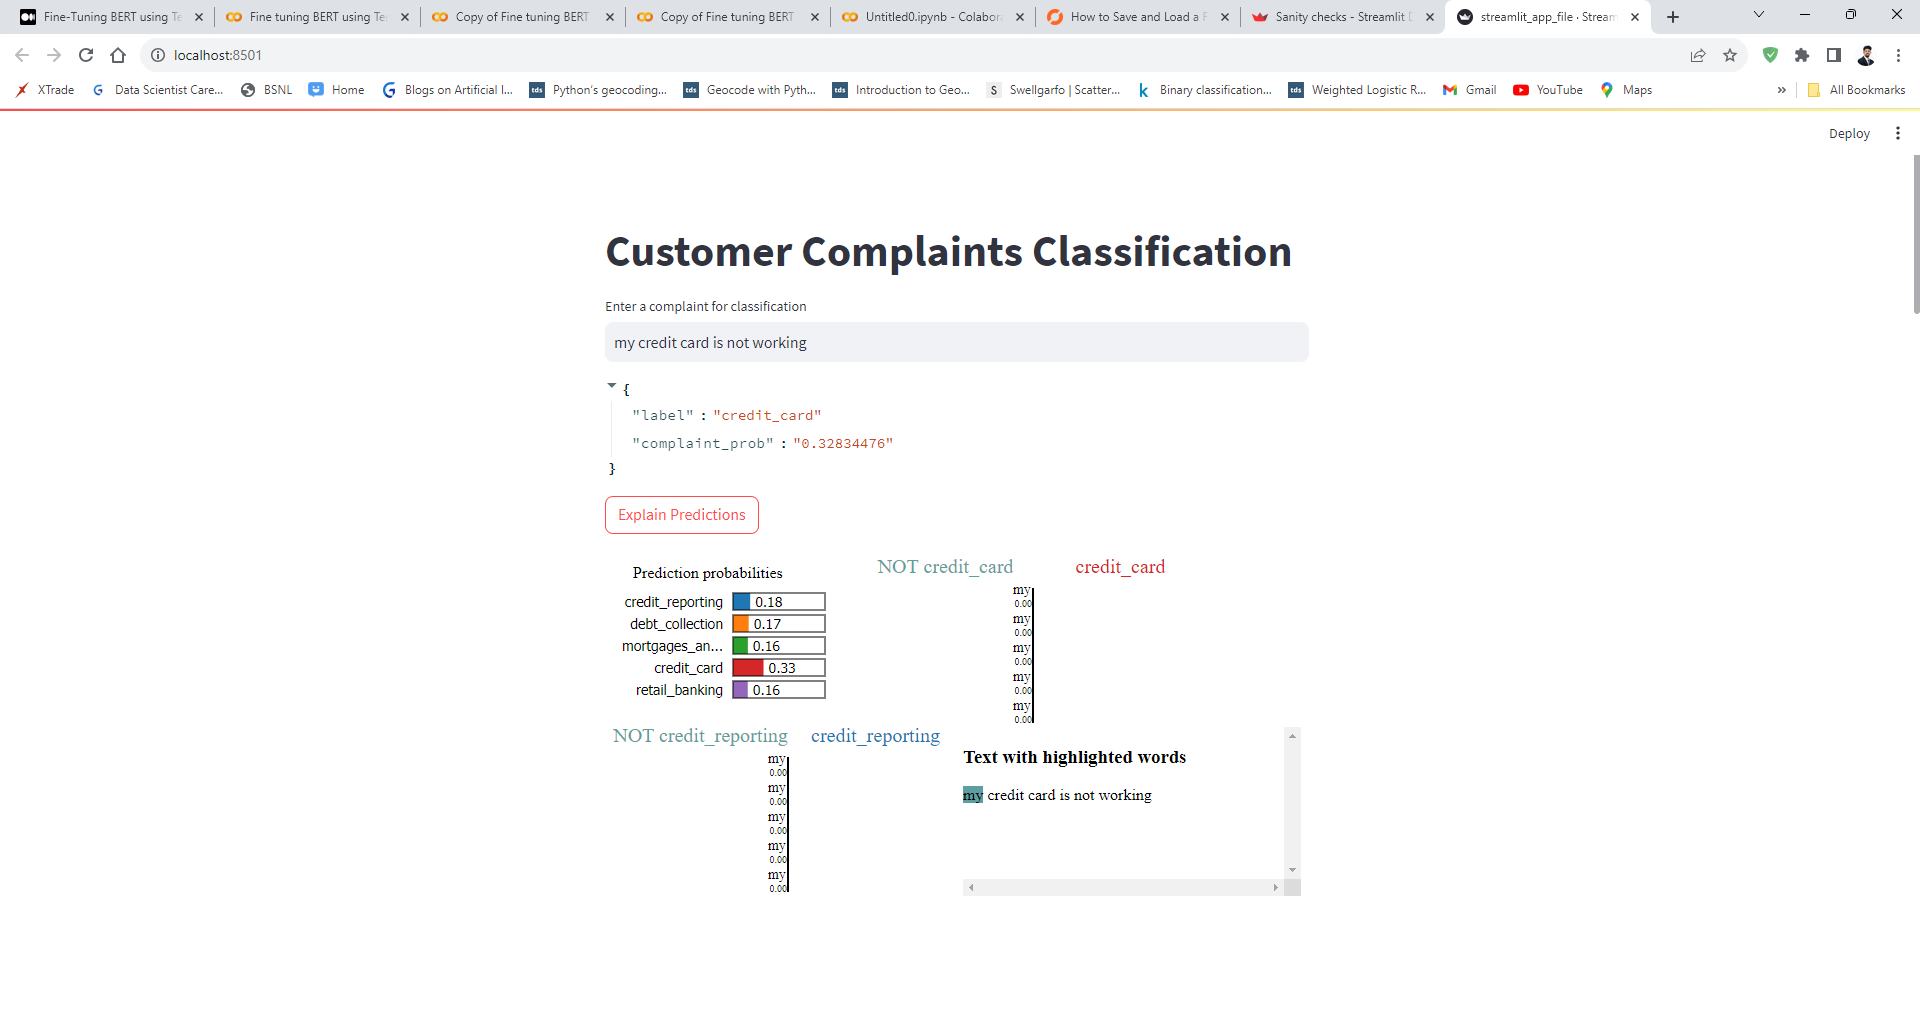 Fine-Tuning BERT using Te
Fine tuning BERT using Te
Copy of Fine tuning BERT
Copy of Fine tuning BERT
Untitled0.ipynb - Colabora
How to Save and Load a F
Sanity checks - Streamlit D
streamlit_app_file · Stream
localhost:8501
XTrade
Data Scientist Care...
BSNL
Home
Blogs on Artificial I...
tds Python's geocoding...
tds Geocode with Pyth...
tds Introduction to Geo...
S Swellgarfo | Scatter...
k Binary classification...
tds Weighted Logistic R...
Gmail
YouTube
Maps
»
All Bookmarks
Deploy
Customer Complaints Classification
Enter a complaint for classification
my credit card is not working
{
"label" : "credit_card"
"complaint_prob" : "0.32834476"
}
Explain Predictions
Prediction probabilities
credit_reporting 0.18
debt_collection 0.17
mortgages_an... 0.16
credit_card 0.33
retail_banking 0.16
NOT credit_card credit_card
my
0.00
my
0.00
my
0.00
my
0.00
my
0.00
NOT credit_reporting credit_reporting
my
0.00
my
0.00
my
0.00
my
0.00
my
0.00
Text with highlighted words
my credit card is not working